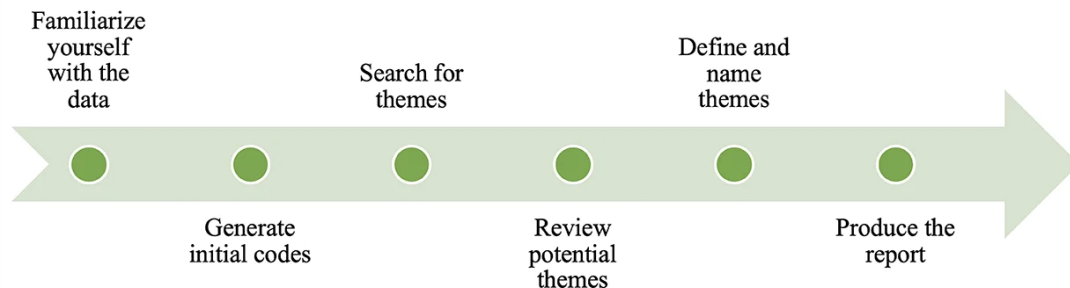 Familiarize
yourself
with the
data
Generate
initial codes
Search for
themes
Review
potential
themes
Define and
name
themes
Produce the
report